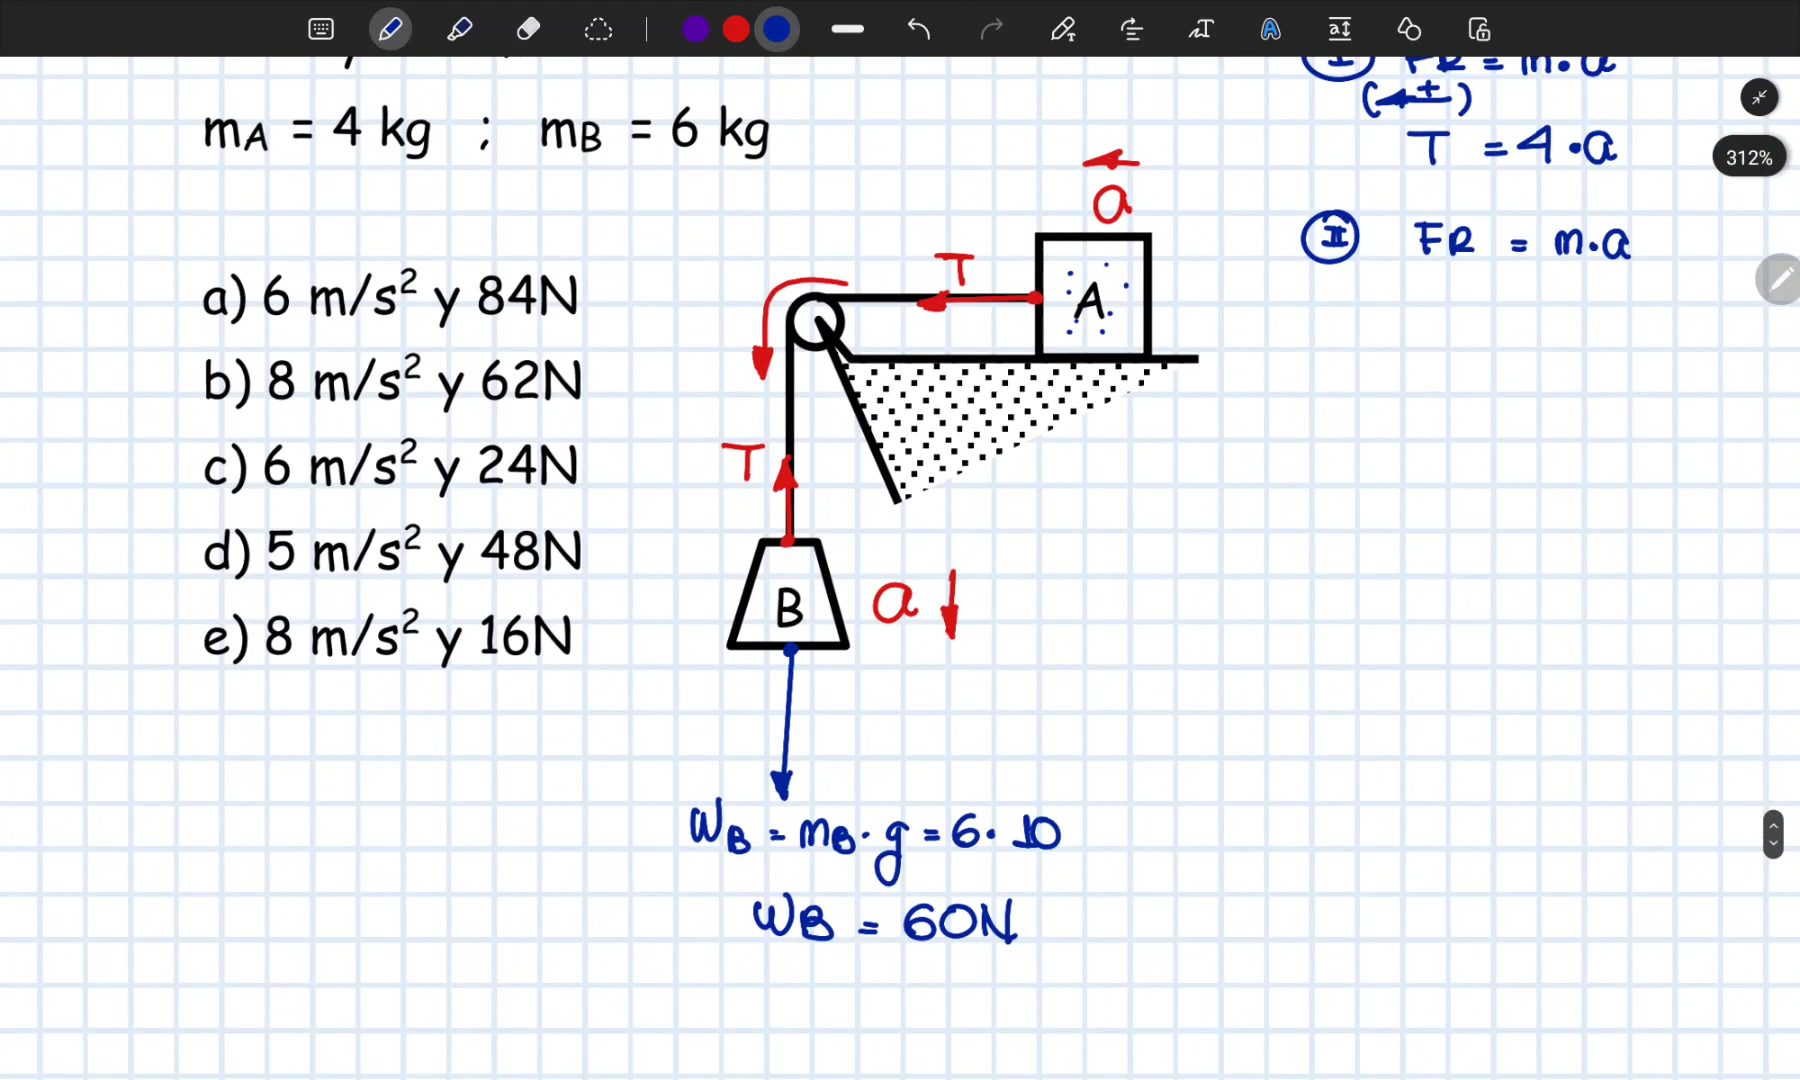 mA = 4 kg ; mB = 6 kg
a) 6 m/s² y 84N
b) 8 m/s² y 62N
c) 6 m/s² y 24N
d) 5 m/s² y 48N
e) 8 m/s² y 16N
a
T
A
T
B
a
WB = mB · g = 6 · 10
WB = 60N
I FR = m.a
(+)
T = 4 · a
II FR = m.a
312%